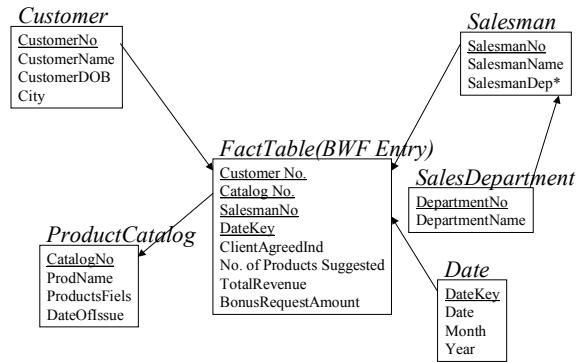 Customer
CustomerNo
CustomerName
CustomerDOB
City
Salesman
SalesmanNo
SalesmanName
SalesmanDep*
FactTable(BWF Entry)
Customer No.
Catalog No.
SalesmanNo
DateKey
ClientAgreedInd
No. of Products Suggested
TotalRevenue
BonusRequestAmount
SalesDepartment
DepartmentNo
DepartmentName
ProductCatalog
CatalogNo
ProdName
ProductsFiels
DateOfIssue
Date
DateKey
Date
Month
Year